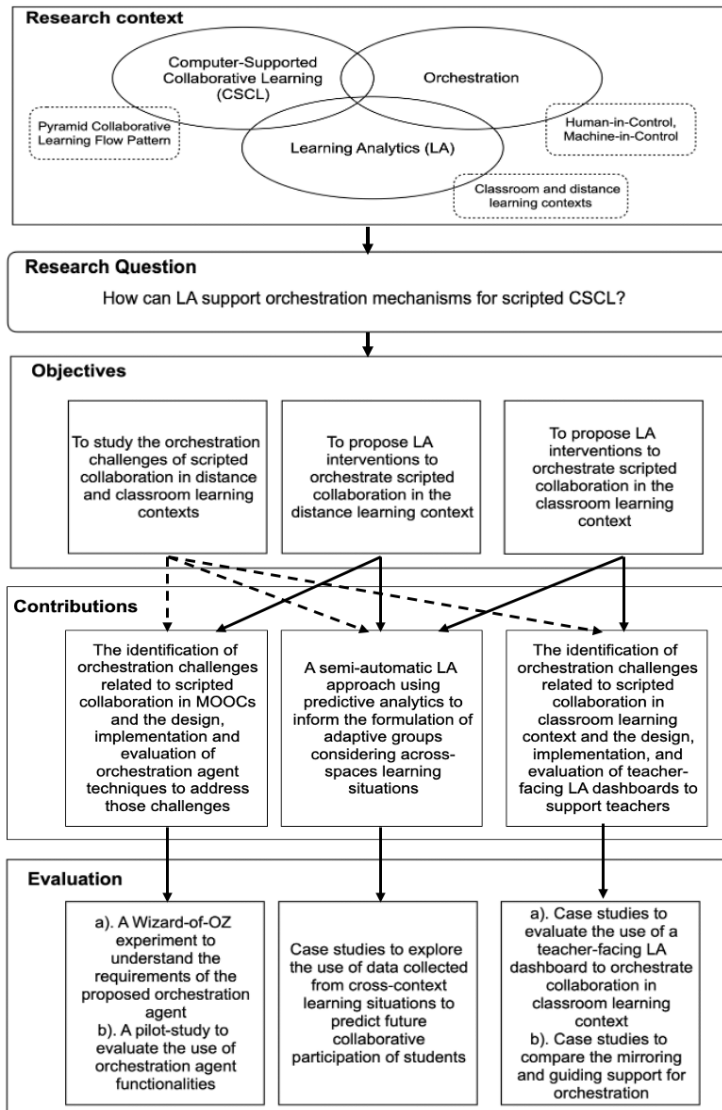 Research context
Computer-Supported
Collaborative Learning
(CSCL)
Orchestration
Pyramid Collaborative
Learning Flow Pattern
Human-in-Control,
Machine-in-Control
Learning Analytics (LA)
Classroom and distance
learning contexts
Research Question
How can LA support orchestration mechanisms for scripted CSCL?
Objectives
To study the orchestration
challenges of scripted
collaboration in distance
and classroom learning
contexts
To propose LA
interventions to
orchestrate scripted
collaboration in the
distance learning context
To propose LA
interventions to
orchestrate scripted
collaboration in the
classroom learning
context
Contributions
The identification of
orchestration challenges
related to scripted
collaboration in MOOCs
and the design,
implementation and
evaluation of
orchestration agent
techniques to address
those challenges
A semi-automatic LA
approach using
predictive analytics to
inform the formulation of
adaptive groups
considering across-
spaces learning
situations
The identification of
orchestration challenges
related to scripted
collaboration in
classroom learning
context and the design,
implementation, and
evaluation of teacher-
facing LA dashboards to
support teachers
Evaluation
a). A Wizard-of-OZ
experiment to
understand the
requirements of the
proposed orchestration
agent
b). A pilot-study to
evaluate the use of
orchestration agent
functionalities
Case studies to explore
the use of data collected
from cross-context
learning situations to
predict future
collaborative
participation of students
a). Case studies to
evaluate the use of a
teacher-facing LA
dashboard to orchestrate
collaboration in
classroom learning
context
b). Case studies to
compare the mirroring
and guiding support for
orchestration